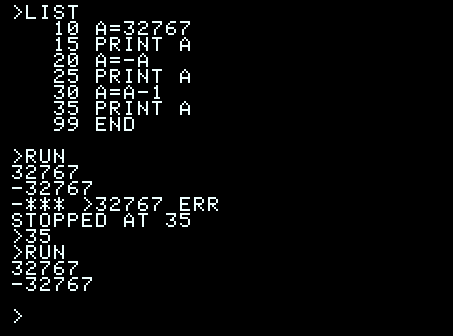 >LIST
   10 A=32767
   15 PRINT A
   20 A=-A
   25 PRINT A
   30 A=A-1
   35 PRINT A
   99 END

>RUN
32767
-32767
-*** >32767 ERR
STOPPED AT 35
>35
>RUN
32767
-32767

>